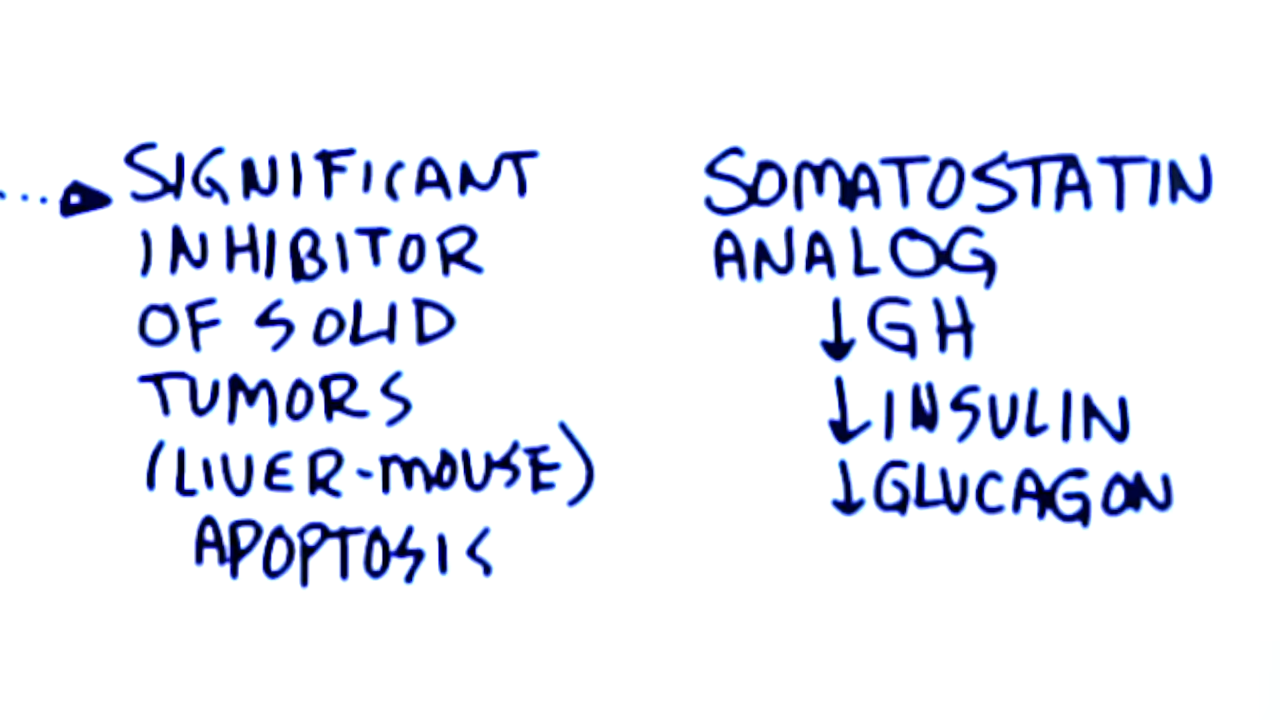 SIGNIFICANT
INHIBITOR
OF SOLID
TUMORS
(LIVER-MOUSE)
APOPTOSIS
SOMATOSTATIN
ANALOG
↓GH
↓INSULIN
↓GLUCAGON